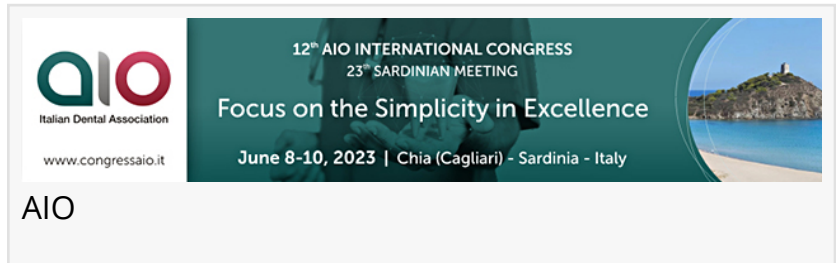 aio
Italian Dental Association
www.congressaio.it
12th AIO INTERNATIONAL CONGRESS
23th SARDINIAN MEETING
Focus on the Simplicity in Excellence
June 8-10, 2023 | Chia (Cagliari) - Sardinia - Italy
AIO